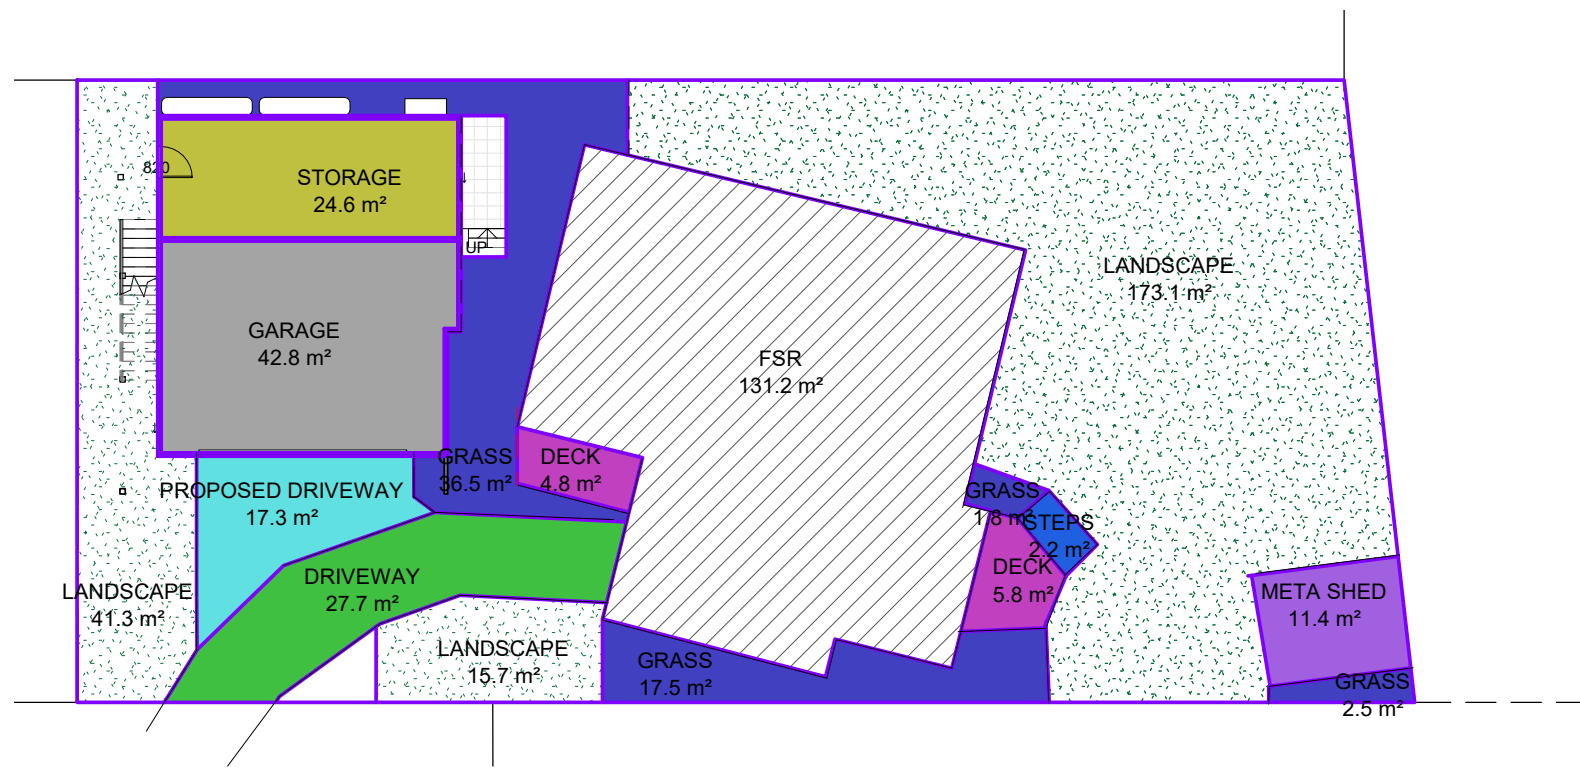 820
STORAGE
24.6 m²
UP
LANDSCAPE
173.1 m²
GARAGE
42.8 m²
FSR
131.2 m²
GRASS
36.5 m²
DECK
4.8 m²
PROPOSED DRIVEWAY
17.3 m²
GRASS
1.8 m²
STEPS
2.2 m²
DECK
5.8 m²
DRIVEWAY
27.7 m²
LANDSCAPE
41.3 m²
META SHED
11.4 m²
LANDSCAPE
15.7 m²
GRASS
17.5 m²
GRASS
2.5 m²